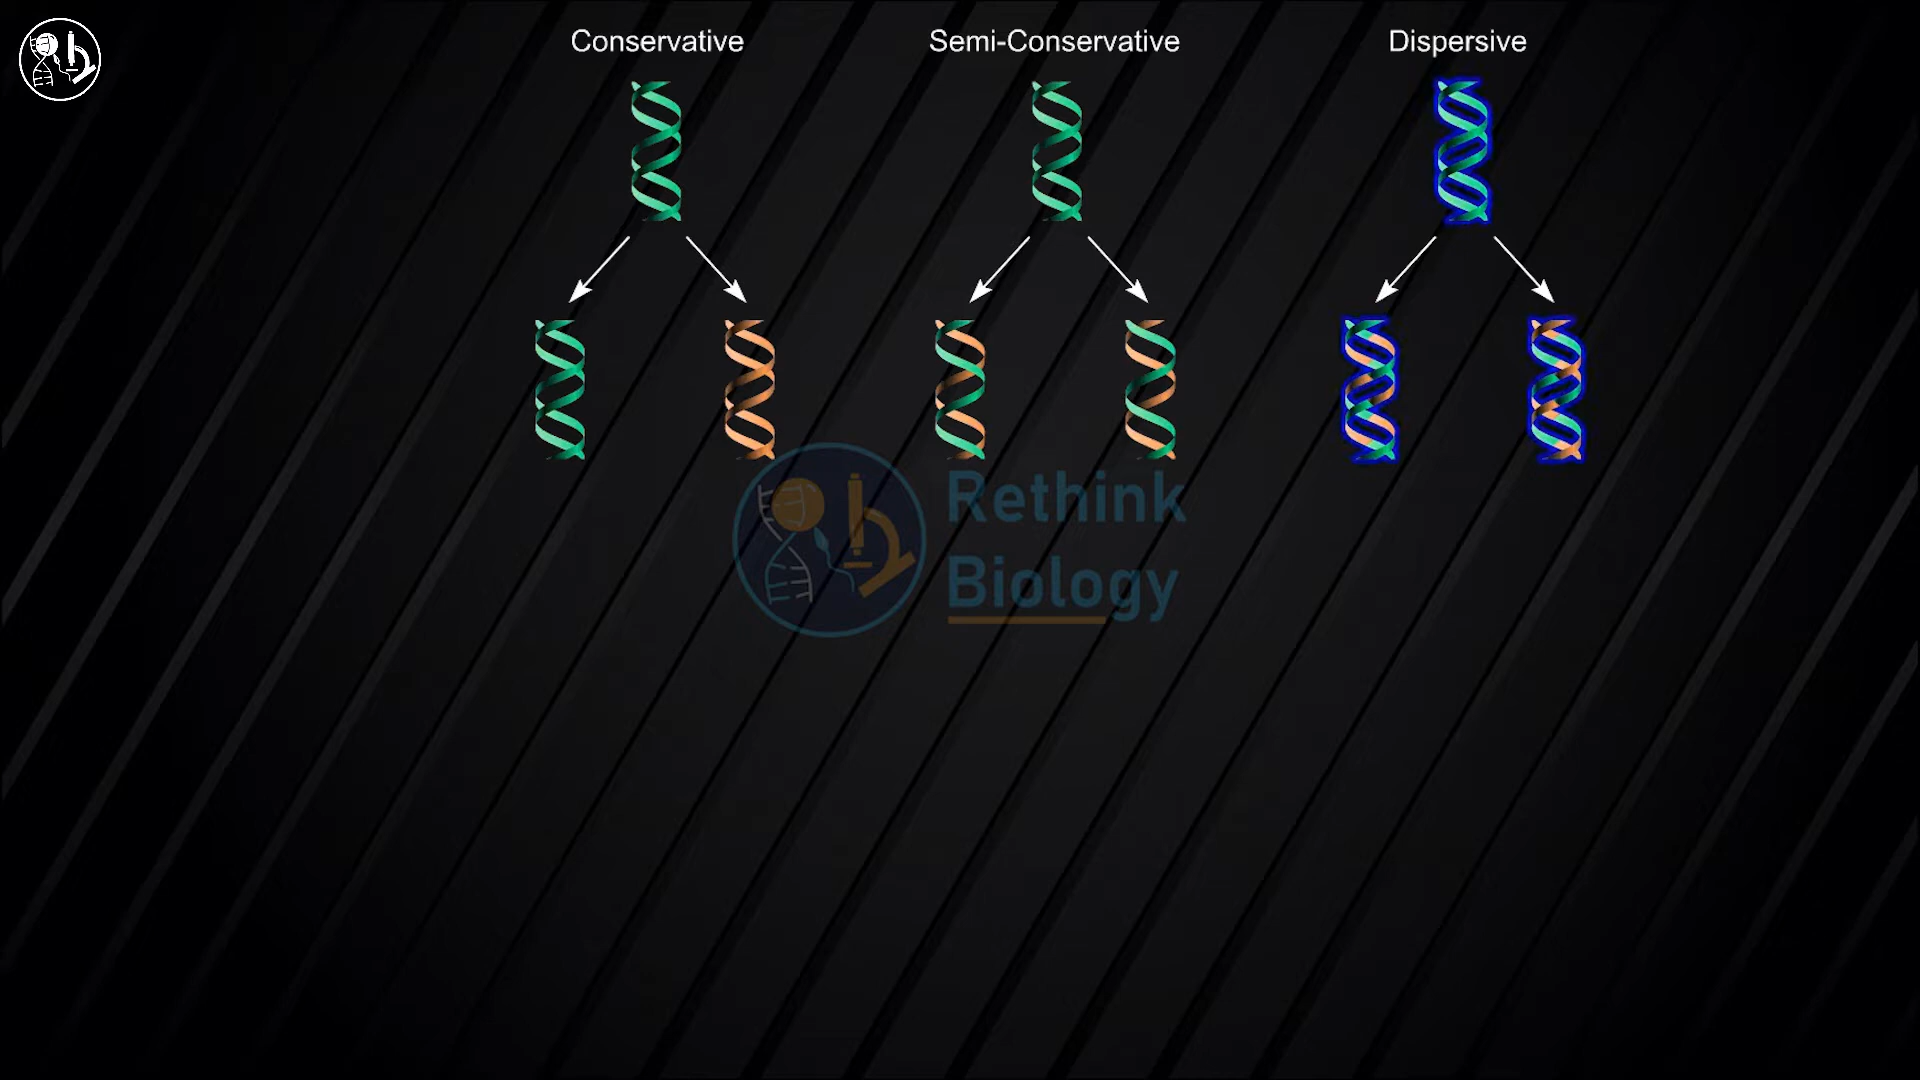 Conservative
Semi-Conservative
Dispersive
Rethink
Biology